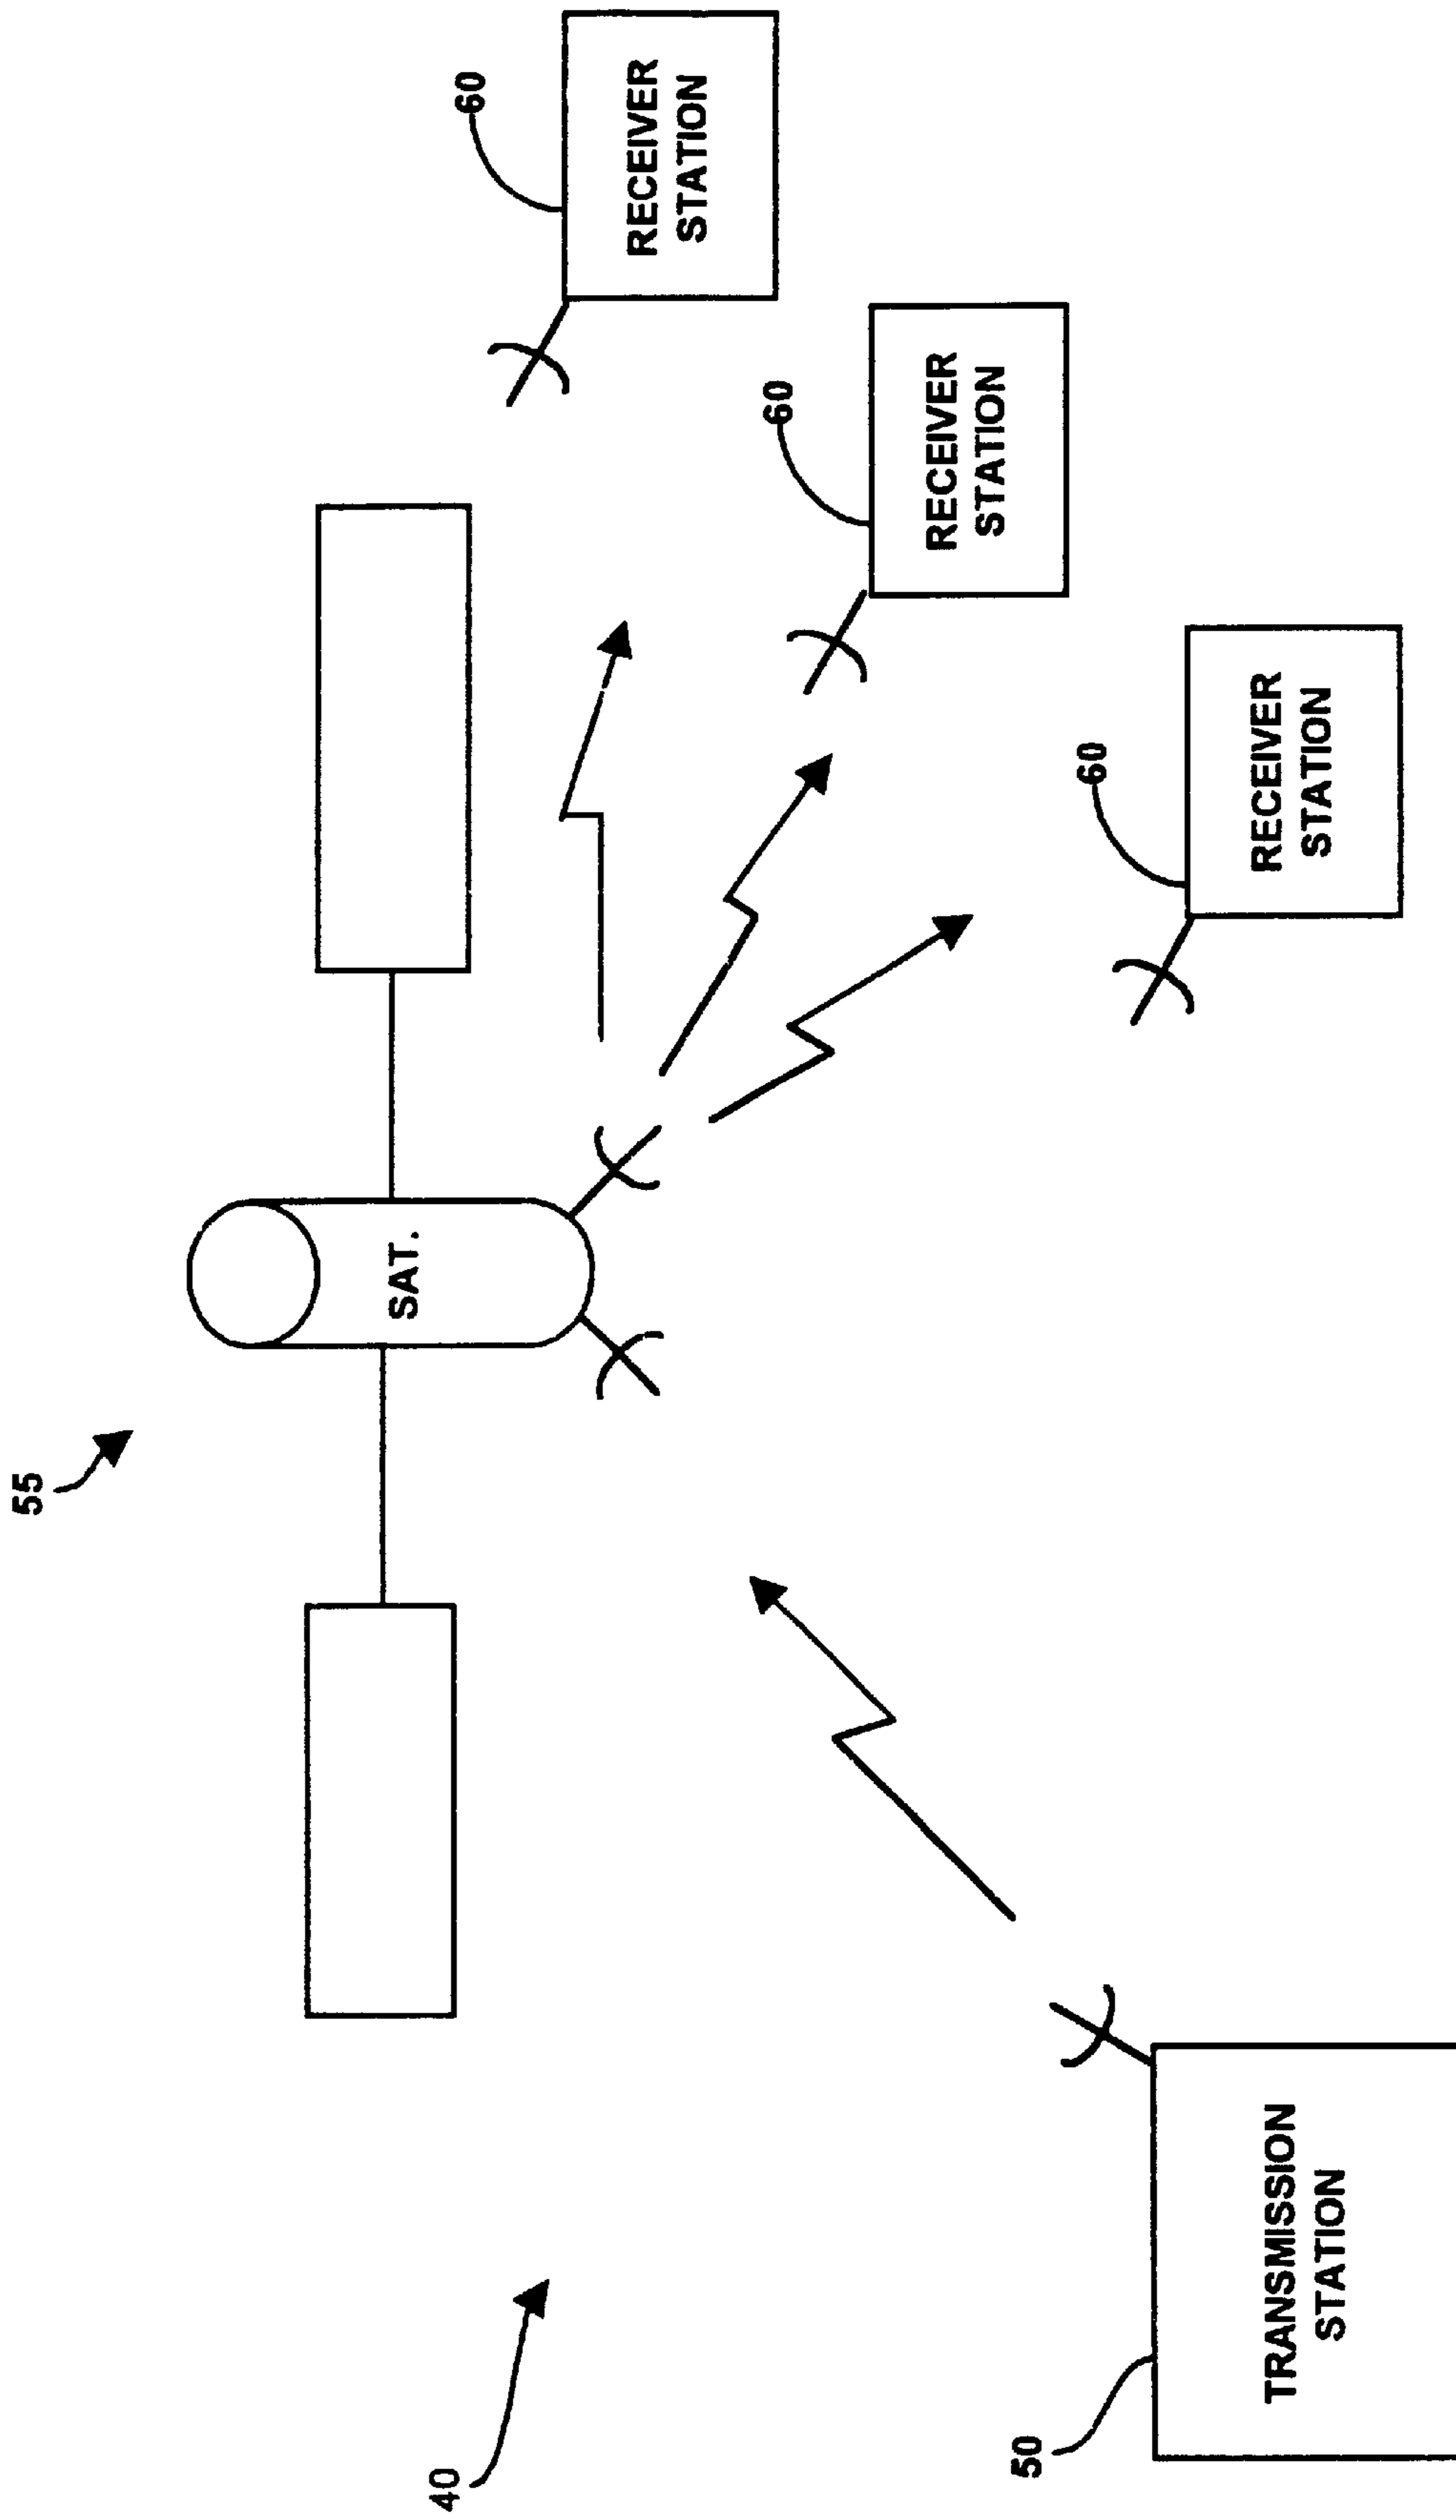 55
SAT.
40
60
RECEIVER
STATION
60
RECEIVER
STATION
60
RECEIVER
STATION
50
TRANSMISSION
STATION